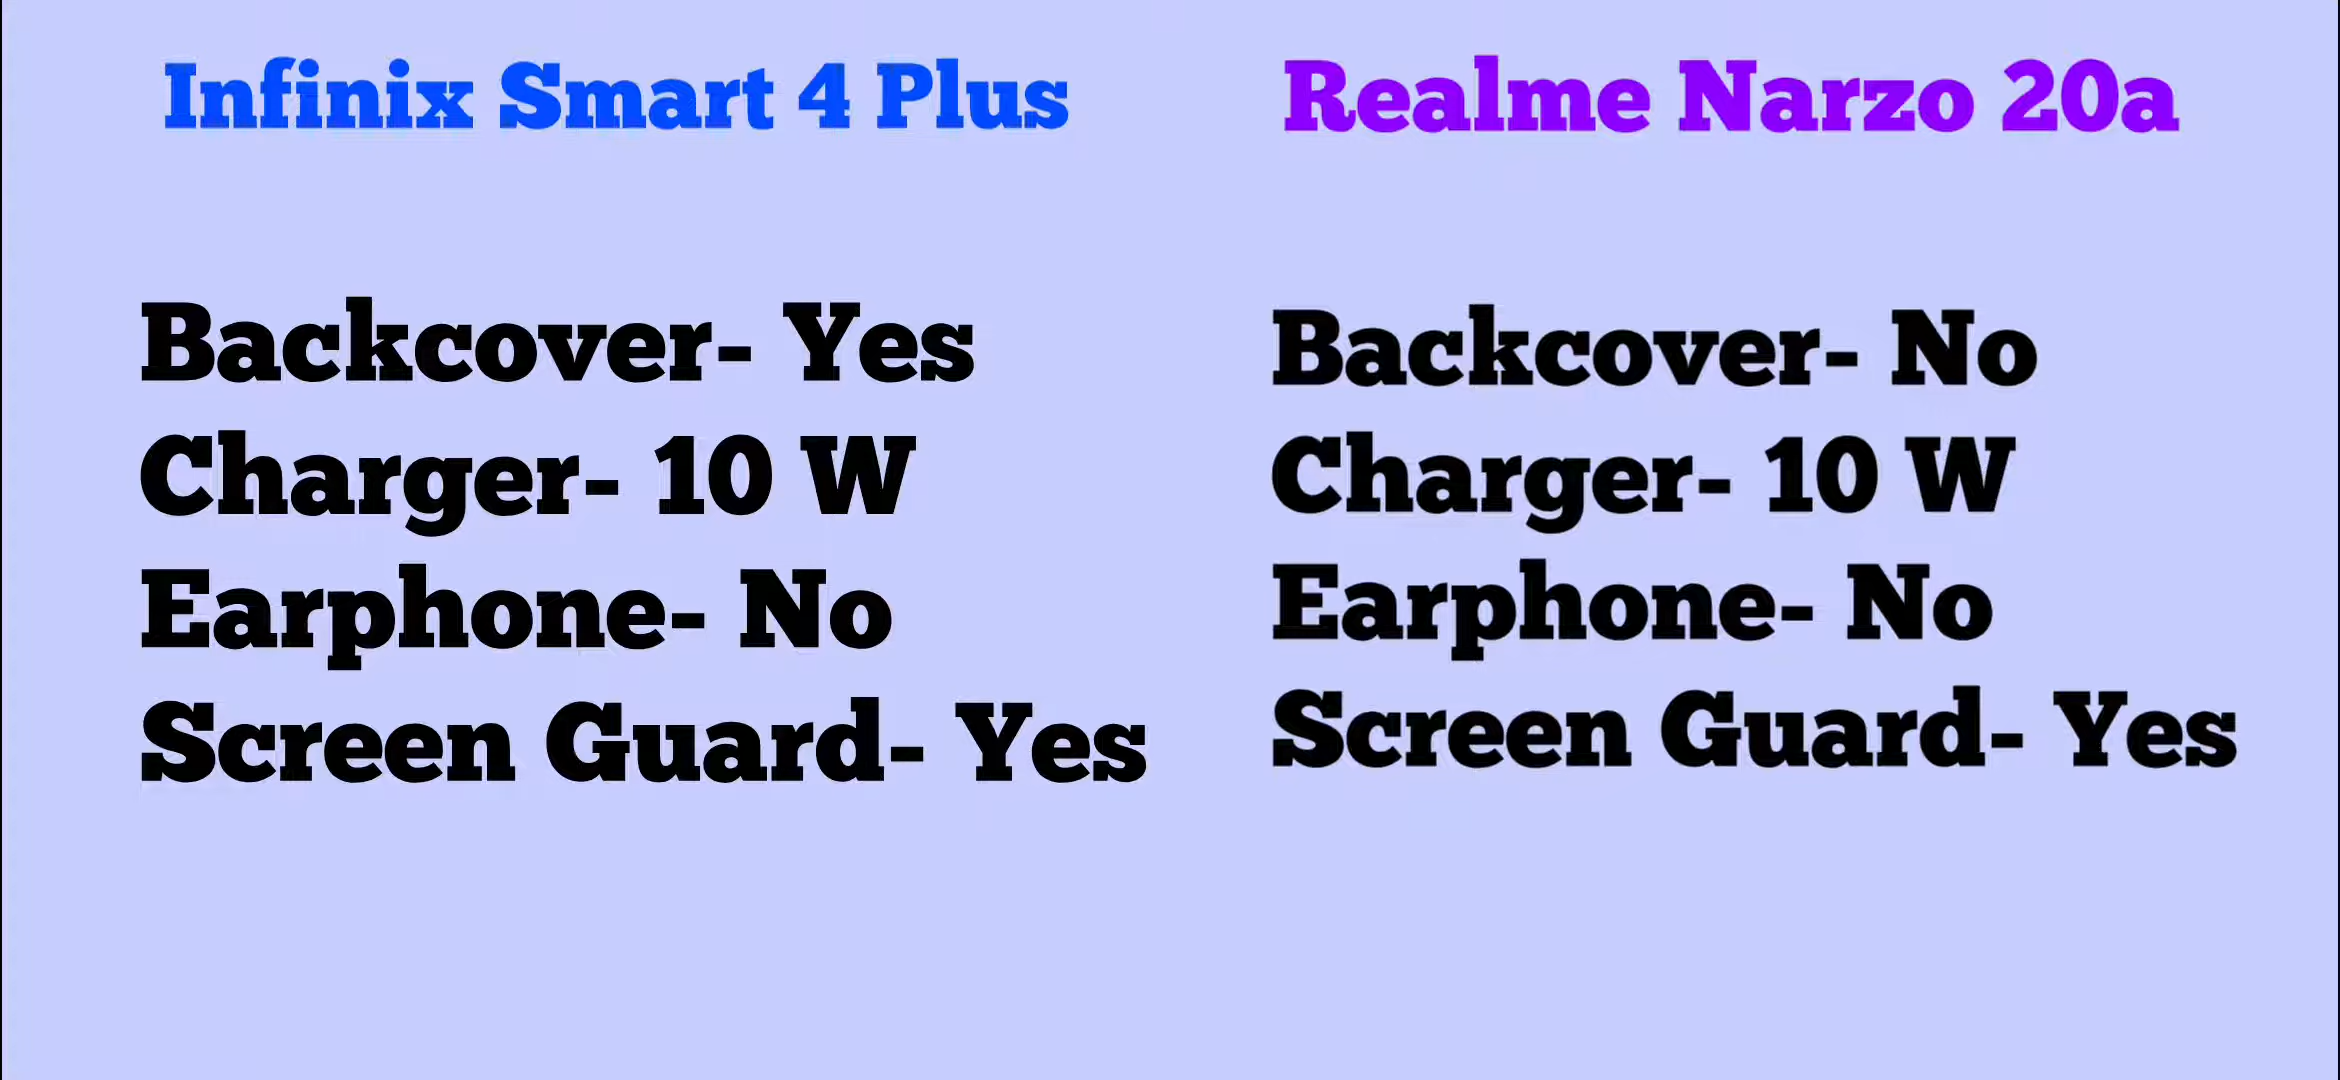 Infinix Smart 4 Plus
Backcover- Yes
Charger- 10 W
Earphone- No
Screen Guard- Yes
Realme Narzo 20a
Backcover- No
Charger- 10 W
Earphone- No
Screen Guard- Yes